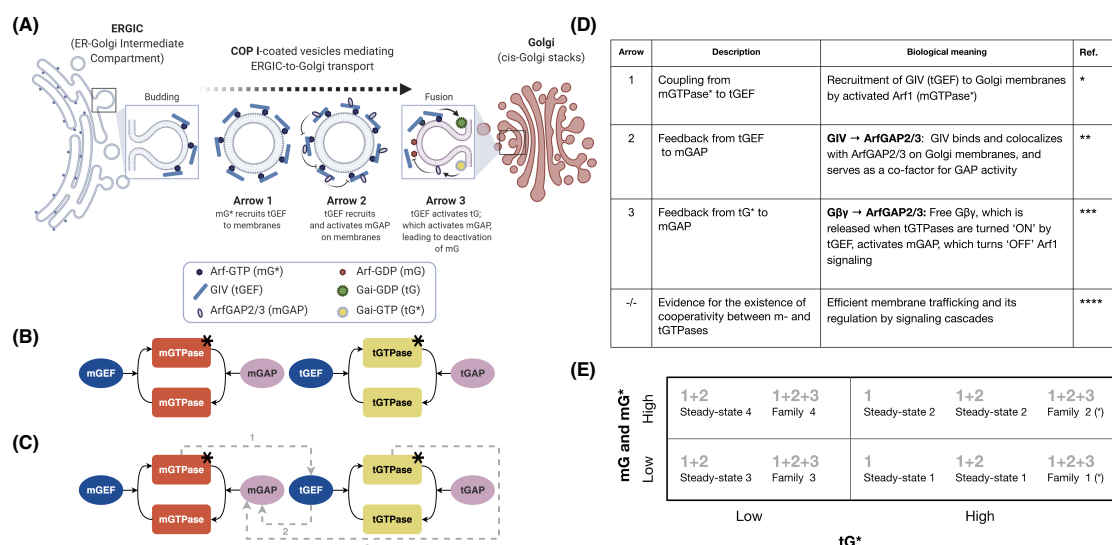 (A)
ERGIC
(ER-Golgi Intermediate
Compartment)
COP I-coated vesicles mediating
ERGIC-to-Golgi transport
Golgi
(cis-Golgi stacks)
Budding
Fusion
Arrow 1
mG* recruits tGEF
to membranes
Arrow 2
tGEF recruits
and activates mGAP
on membranes
Arrow 3
tGEF activates tG;
which activates mGAP,
leading to deactivation
of mG
Arf-GTP (mG*)
Arf-GDP (mG)
GIV (tGEF)
Gai-GDP (tG)
ArfGAP2/3 (mGAP)
Gai-GTP (tG*)
(B)
mGEF
mGTPase
*
mGTPase
mGAP
tGEF
tGTPase
*
tGTPase
tGAP
(C)
1
mGEF
mGTPase
*
mGTPase
mGAP
tGEF
2
tGTPase
*
tGTPase
tGAP
(D)
Arrow Description Biological meaning Ref.
1 Coupling from mGTPase* to tGEF Recruitment of GIV (tGEF) to Golgi membranes by activated Arf1 (mGTPase*) *
2 Feedback from tGEF to mGAP GIV → ArfGAP2/3: GIV binds and colocalizes with ArfGAP2/3 on Golgi membranes, and serves as a co-factor for GAP activity **
3 Feedback from tG* to mGAP Gβγ → ArfGAP2/3: Free Gβγ, which is released when tGTPases are turned ‘ON’ by tGEF, activates mGAP, which turns ‘OFF’ Arf1 signaling ***
-/- Evidence for the existence of cooperativity between m- and tGTPases Efficient membrane trafficking and its regulation by signaling cascades ****
(E)
mG and mG*
High
1+2 1+2+3 1 1+2 1+2+3
Steady-state 4 Family 4 Steady-state 2 Steady-state 2 Family 2 (*)
Low
1+2 1+2+3 1 1+2 1+2+3
Steady-state 3 Family 3 Steady-state 1 Steady-state 1 Family 1 (*)
Low High
tG*